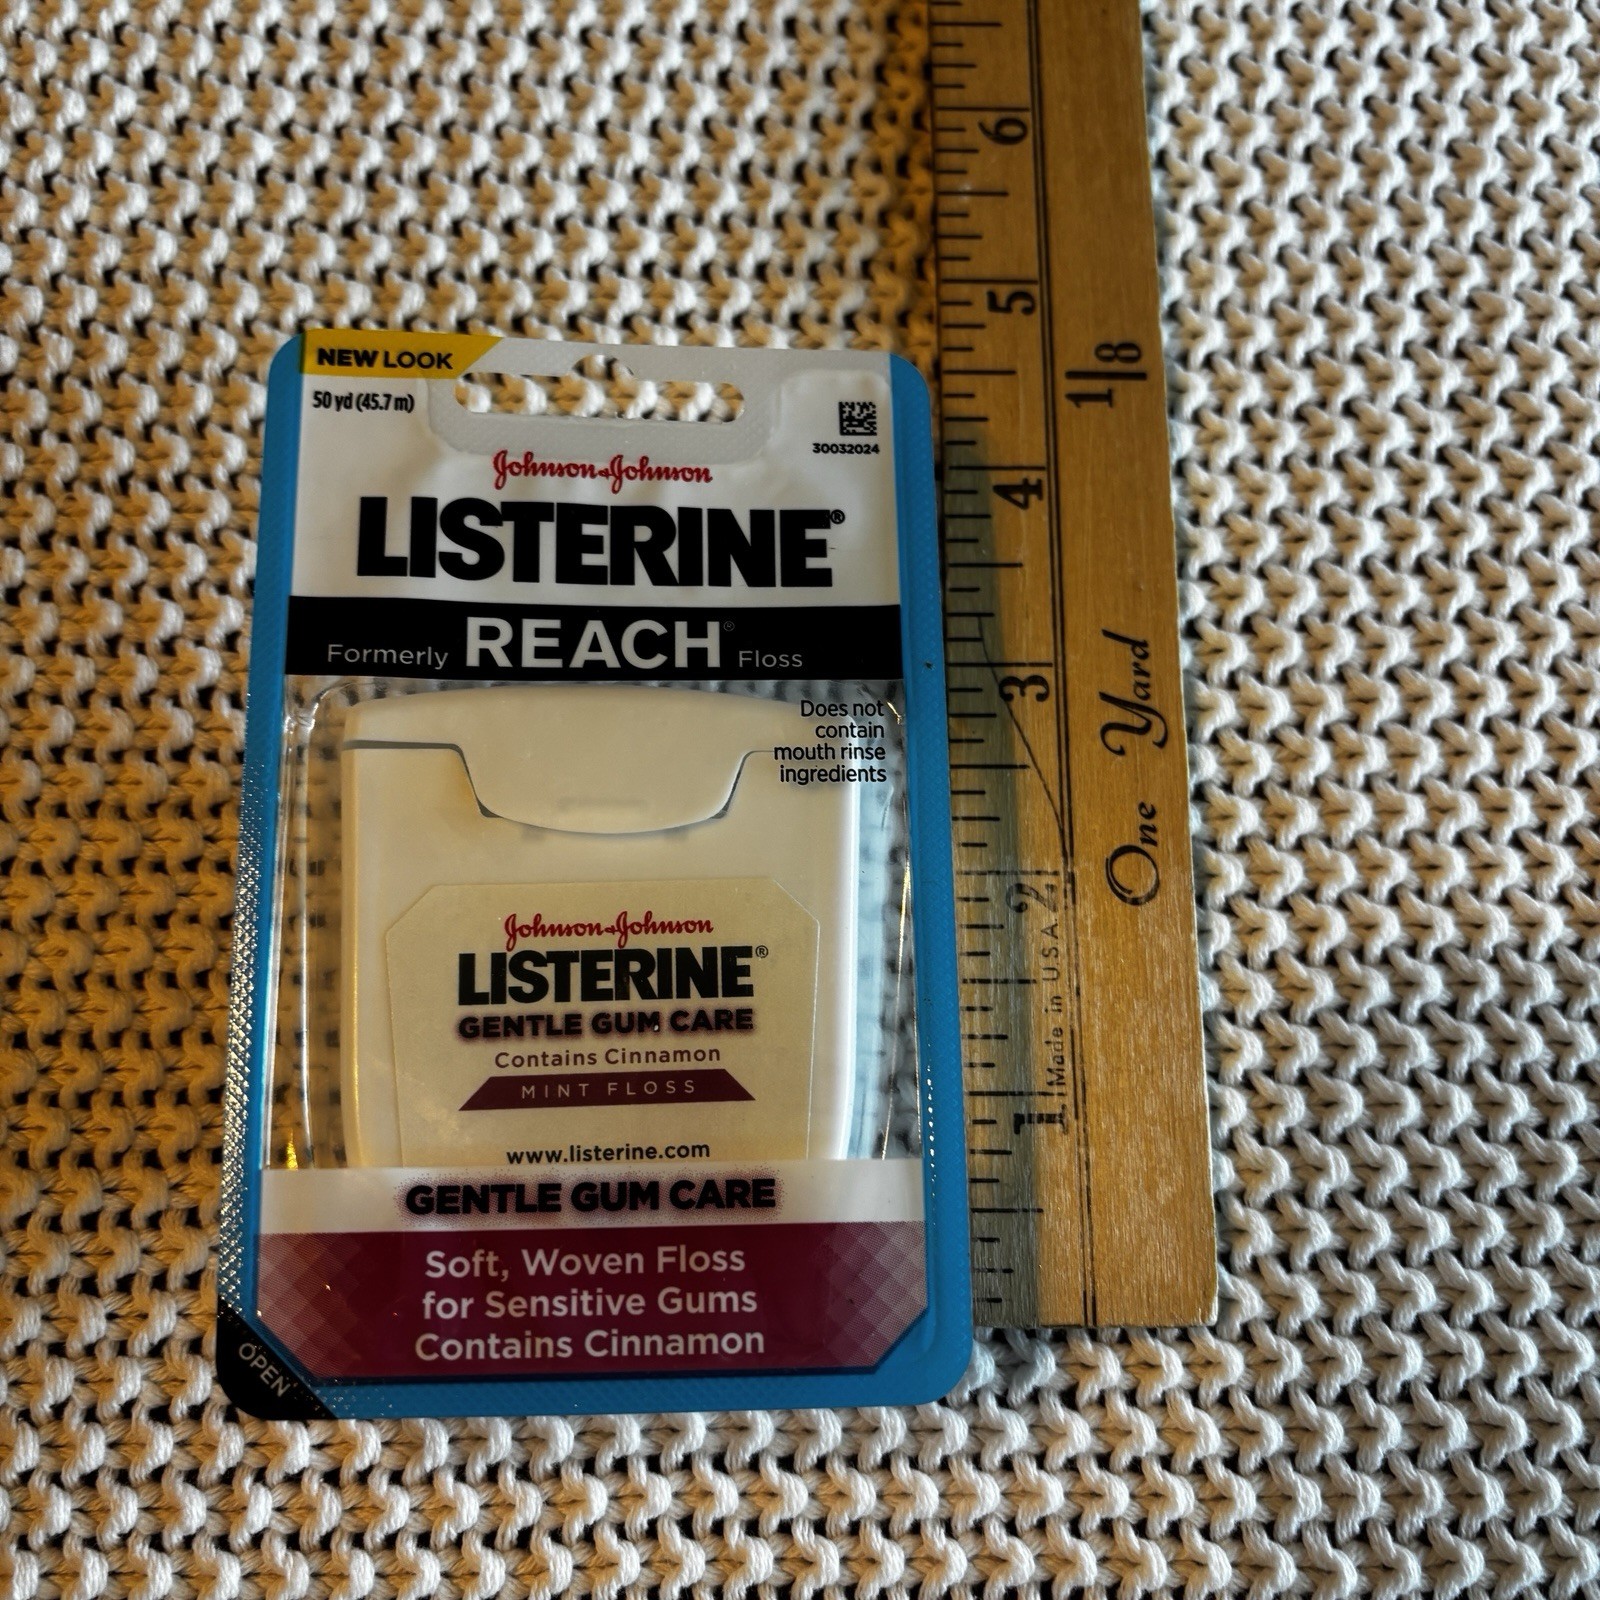 NEW LOOK
50 yd (45.7 m)
30032024
Johnson & Johnson
LISTERINE®
Formerly REACH® Floss
Does not
contain
mouth rinse
ingredients
Johnson & Johnson
LISTERINE®
GENTLE GUM CARE
Contains Cinnamon
MINT FLOSS
www.listerine.com
GENTLE GUM CARE
Soft, Woven Floss
for Sensitive Gums
Contains Cinnamon
OPEN
6
5
4
3
2
1
1/8
One Yard
Made in U.S.A.